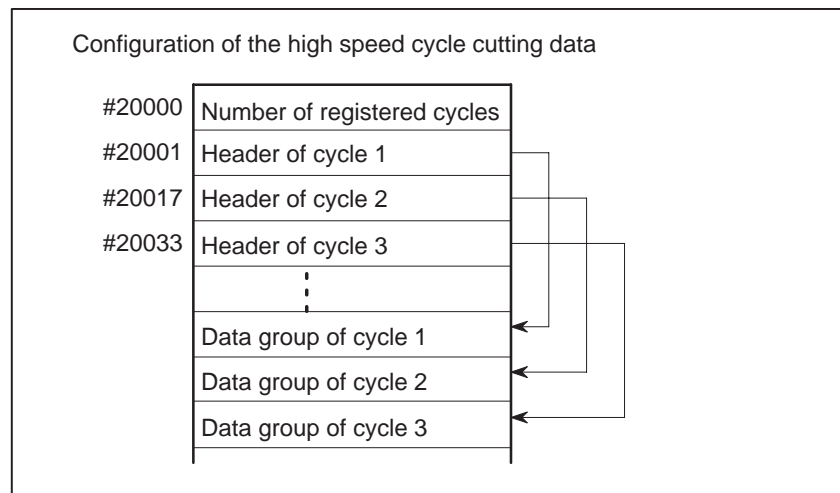 Configuration of the high speed cycle cutting data
#20000 Number of registered cycles
#20001 Header of cycle 1
#20017 Header of cycle 2
#20033 Header of cycle 3
Data group of cycle 1
Data group of cycle 2
Data group of cycle 3